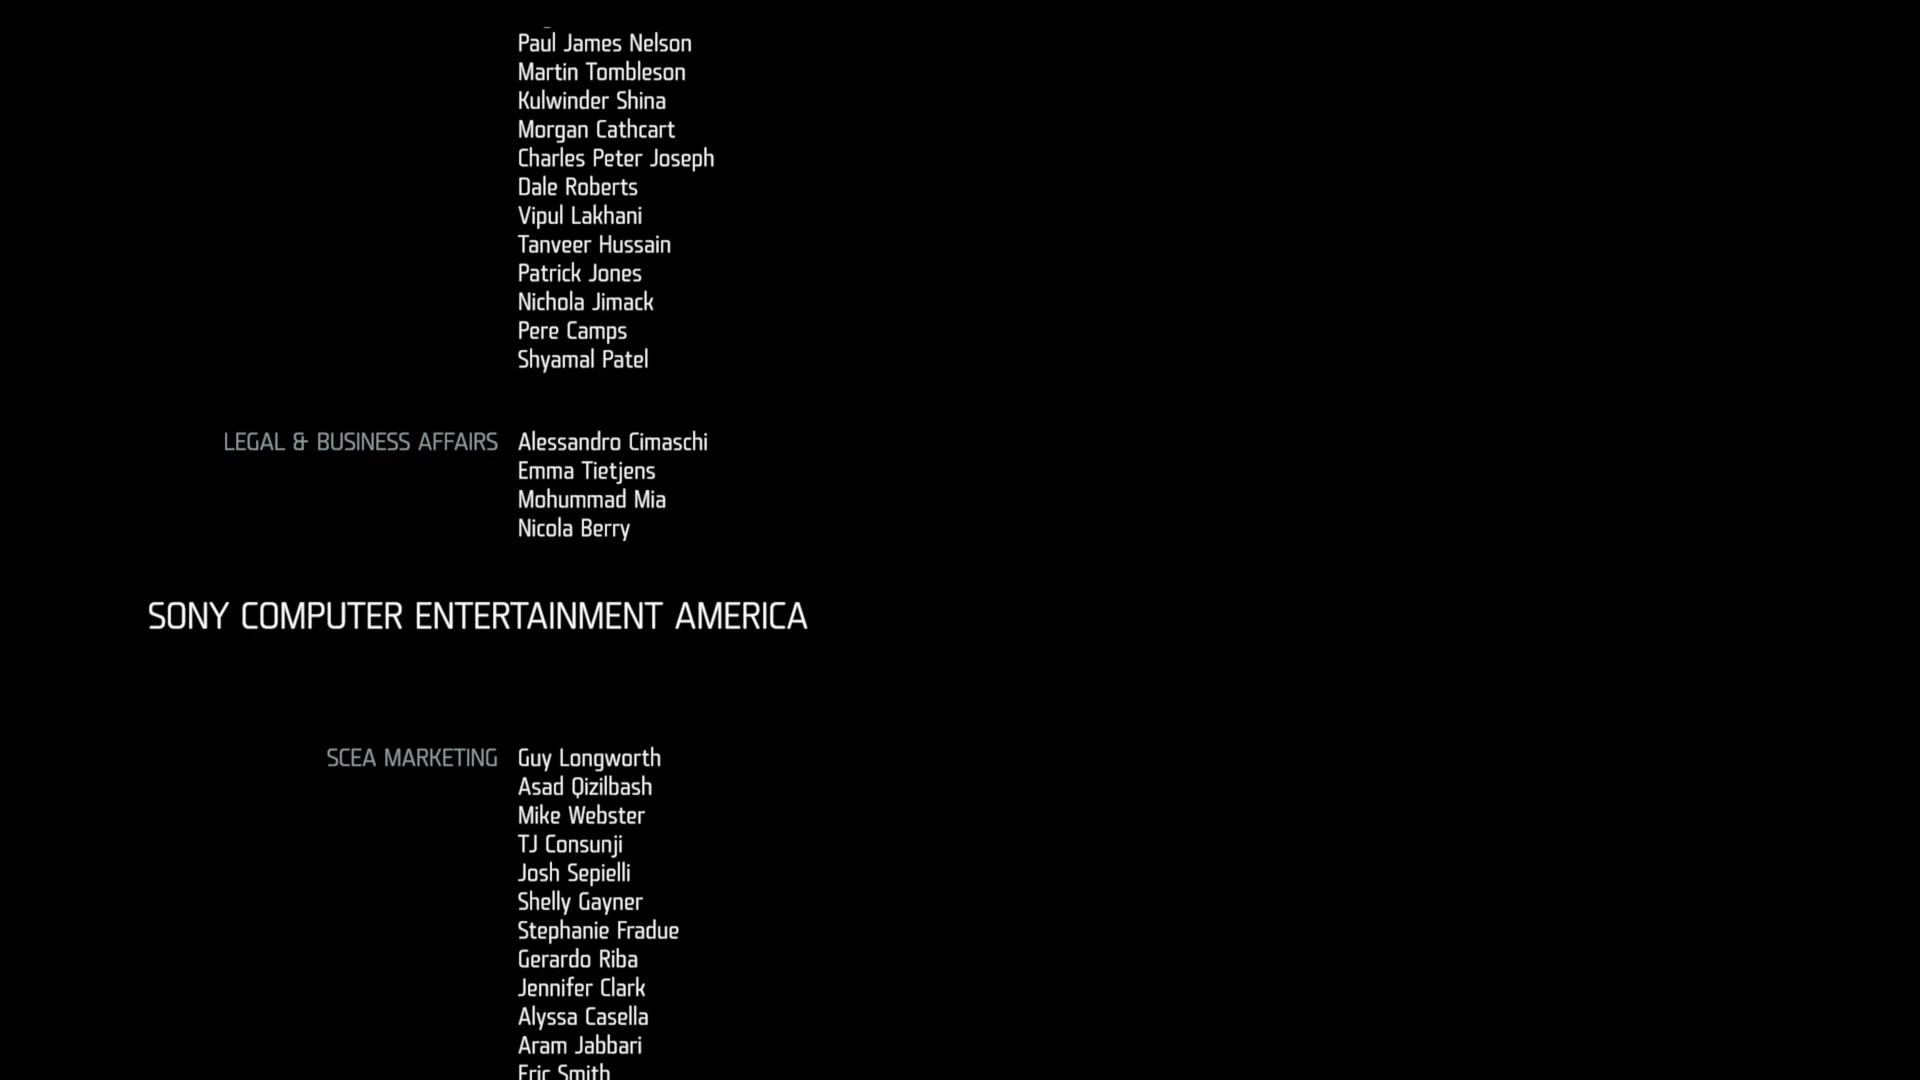 Paul James Nelson
Martin Tombleson
Kulwinder Shina
Morgan Cathcart
Charles Peter Joseph
Dale Roberts
Vipul Lakhani
Tanveer Hussain
Patrick Jones
Nichola Jimack
Pere Camps
Shyamal Patel
LEGAL & BUSINESS AFFAIRS Alessandro Cimaschi
Emma Tietjens
Mohummad Mia
Nicola Berry
SONY COMPUTER ENTERTAINMENT AMERICA
SCEA MARKETING Guy Longworth
Asad Qizilbash
Mike Webster
TJ Consunji
Josh Sepielli
Shelly Gayner
Stephanie Fradue
Gerardo Riba
Jennifer Clark
Alyssa Casella
Aram Jabbari
Eric Smith